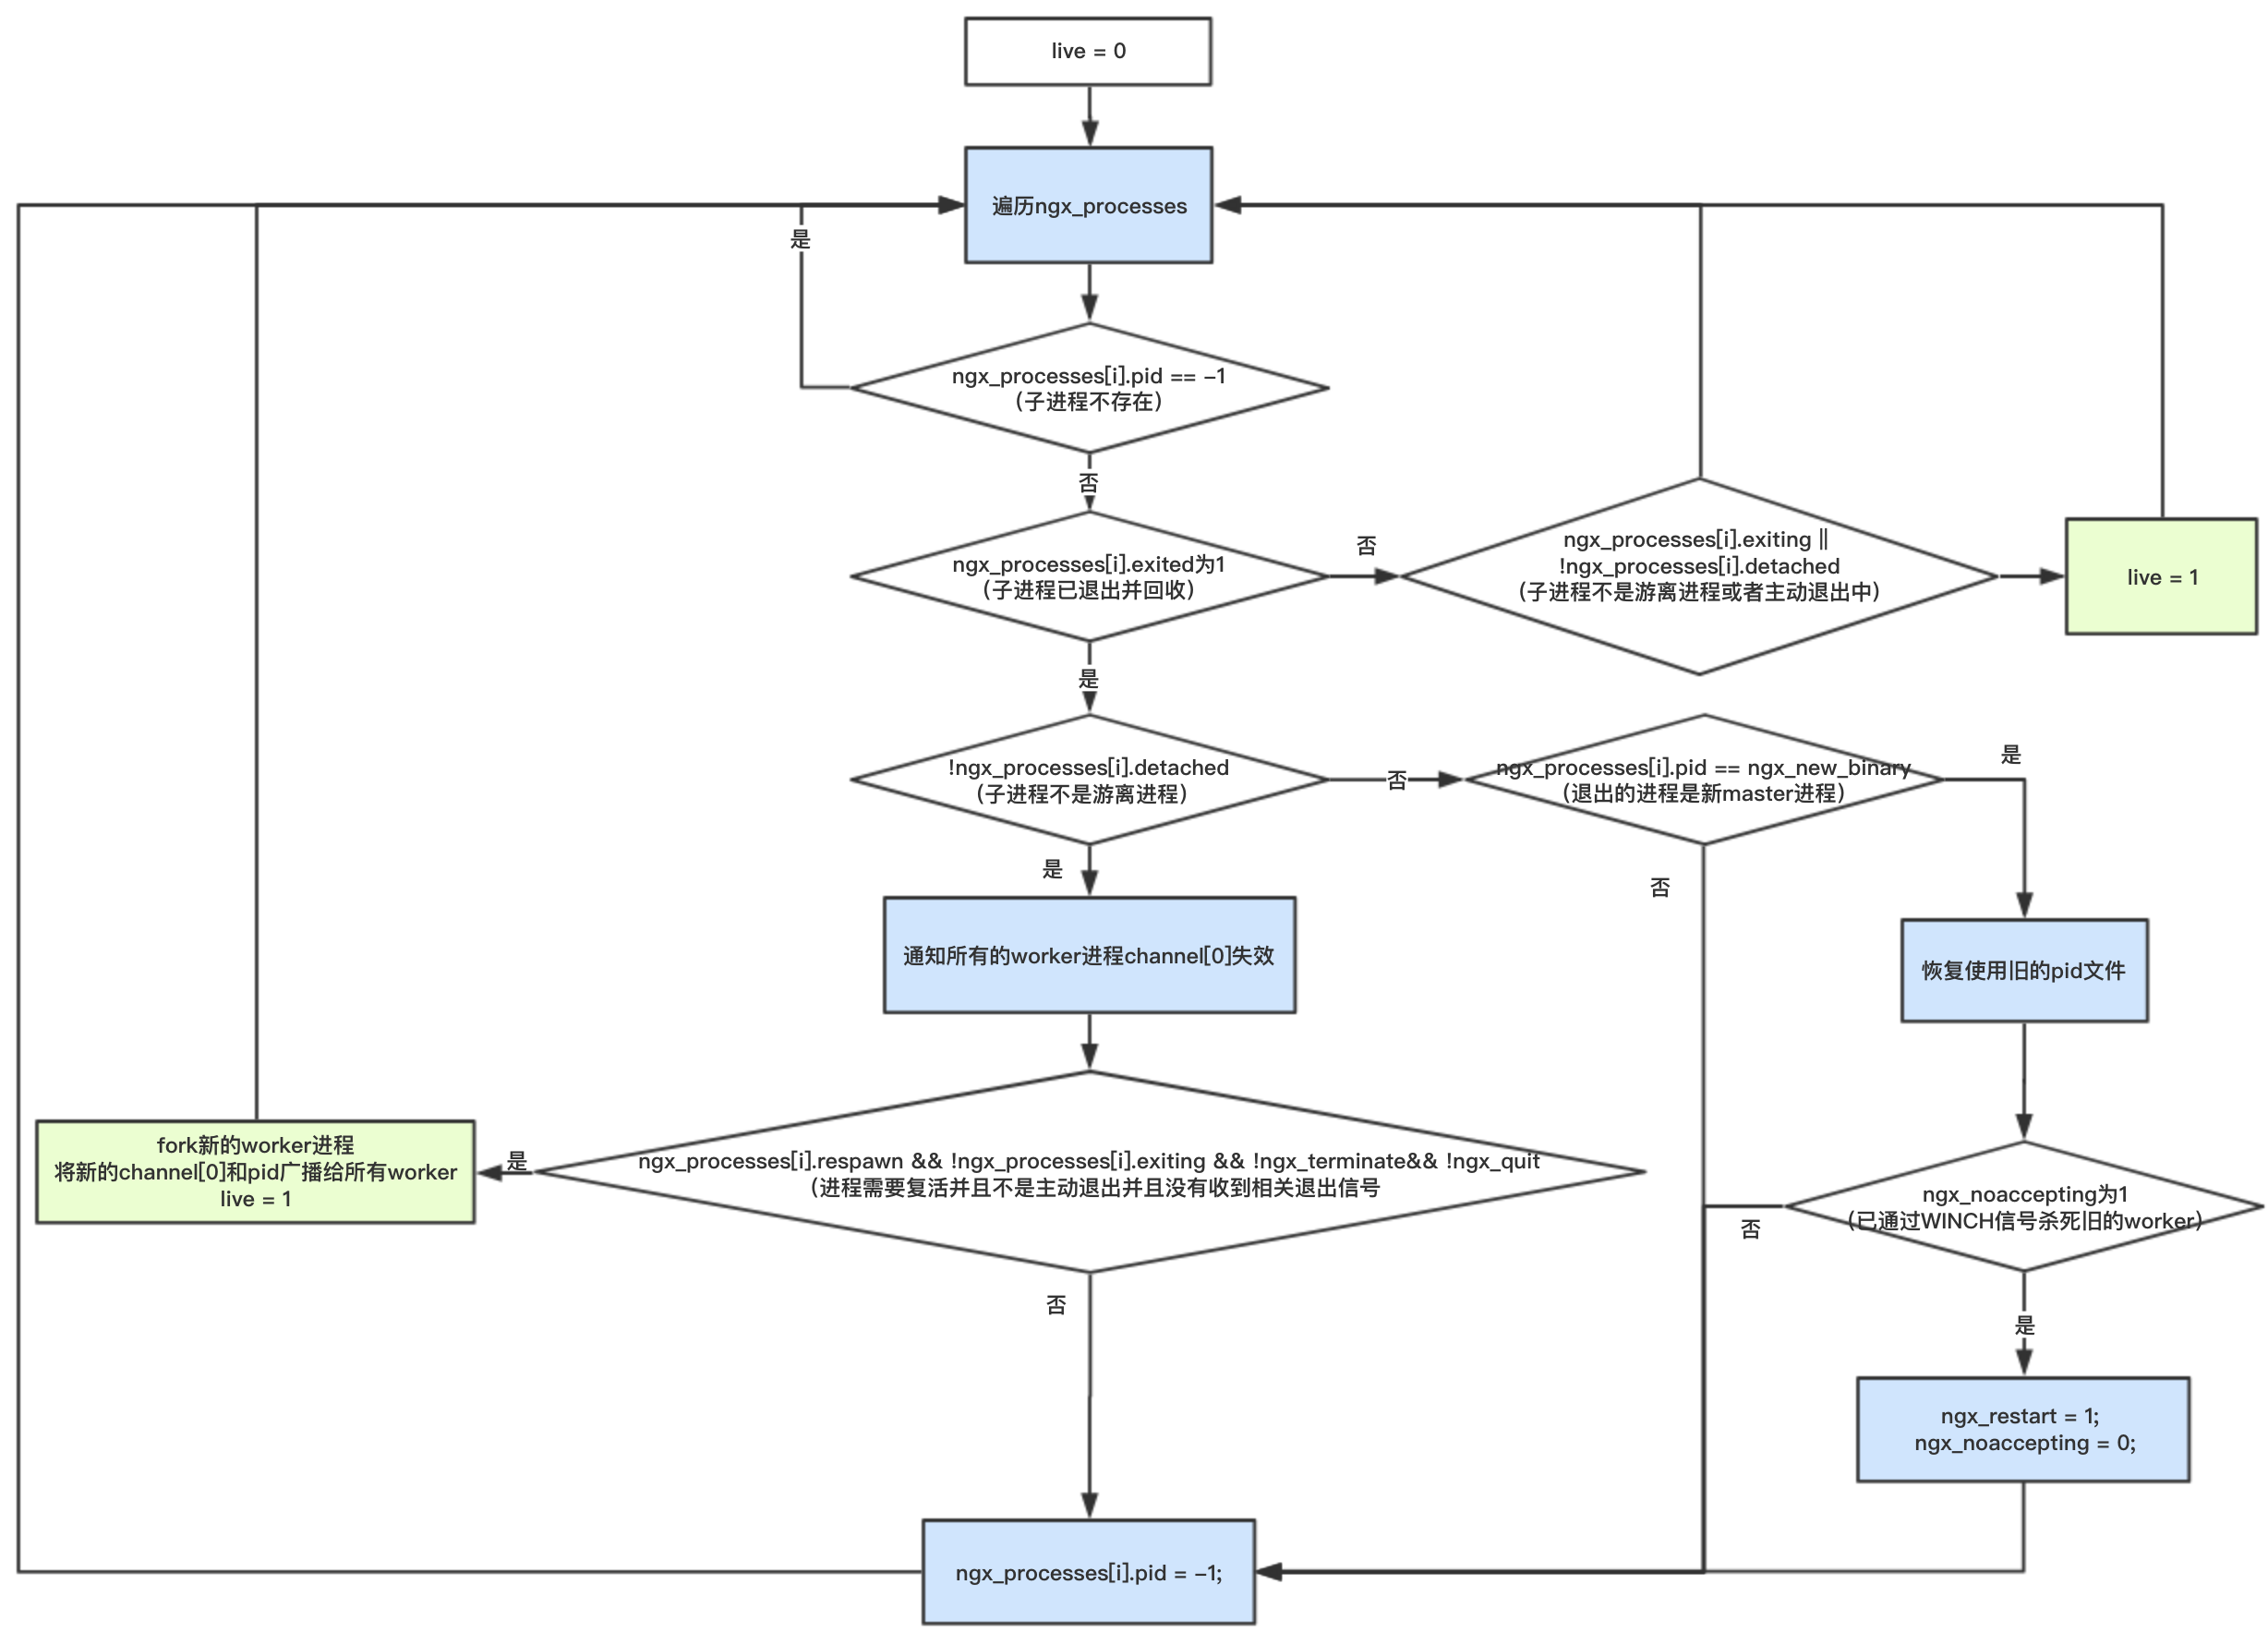 live = 0
遍历ngx_processes
是
ngx_processes[i].pid == –1
（子进程不存在）
否
ngx_processes[i].exited为1
（子进程已退出并回收）
否
ngx_processes[i].exiting ||
!ngx_processes[i].detached
（子进程不是游离进程或者主动退出中）
live = 1
是
!ngx_processes[i].detached
（子进程不是游离进程）
否
ngx_processes[i].pid == ngx_new_binary
（退出的进程是新master进程）
是
是
否
通知所有的worker进程channel[0]失效
恢复使用旧的pid文件
fork新的worker进程
将新的channel[0]和pid广播给所有worker
live = 1
是
ngx_processes[i].respawn && !ngx_processes[i].exiting && !ngx_terminate&& !ngx_quit
（进程需要复活并且不是主动退出并且没有收到相关退出信号
否
ngx_noaccepting为1
（已通过WINCH信号杀死旧的worker）
否
是
ngx_restart = 1;
ngx_noaccepting = 0;
ngx_processes[i].pid = –1;